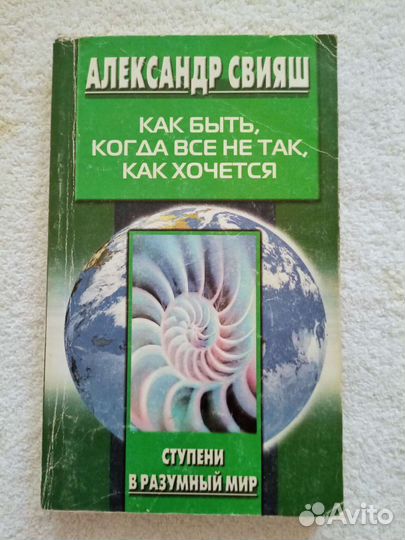 АЛЕКСАНДР СВИЯШ
КАК БЫТЬ,
КОГДА ВСЕ НЕ ТАК,
КАК ХОЧЕТСЯ
СТУПЕНИ
В РАЗУМНЫЙ МИР
Avito